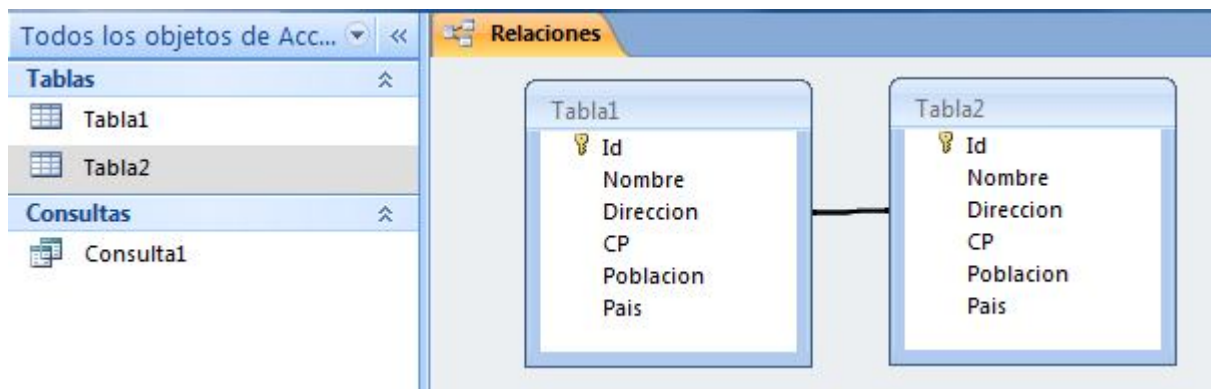 Todos los objetos de Acc...
Tablas
Tabla1
Tabla2
Consultas
Consulta1
Relaciones
Tabla1
Id
Nombre
Direccion
CP
Poblacion
Pais
Tabla2
Id
Nombre
Direccion
CP
Poblacion
Pais